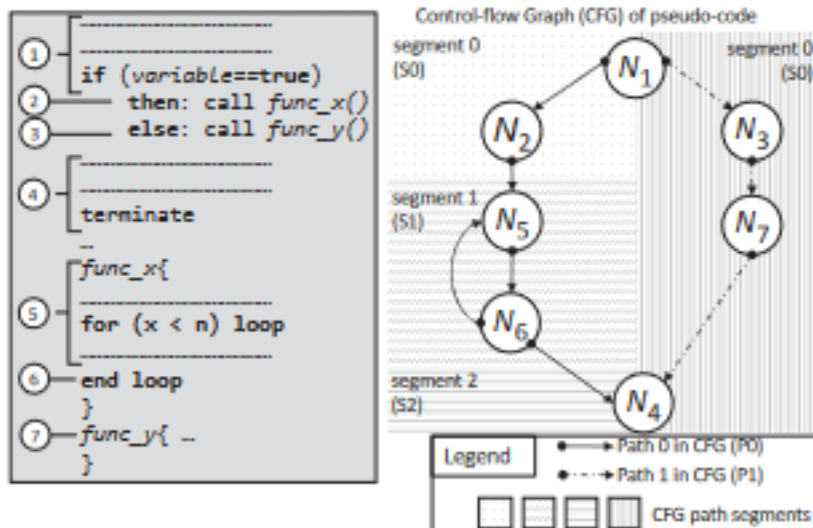 Control-flow Graph (CFG) of pseudo-code
1
if (variable==true)
2
then: call func_x()
3
else: call func_y()
4
terminate
…
func_x{
5
for (x < n) loop
6
end loop
}
7
func_y{ …
}
segment 0
(S0)
segment 0
(S0)
N1
N2
N3
segment 1
(S1)
N5
N7
N6
segment 2
(S2)
N4
Legend
Path 0 in CFG (P0)
Path 1 in CFG (P1)
CFG path segments